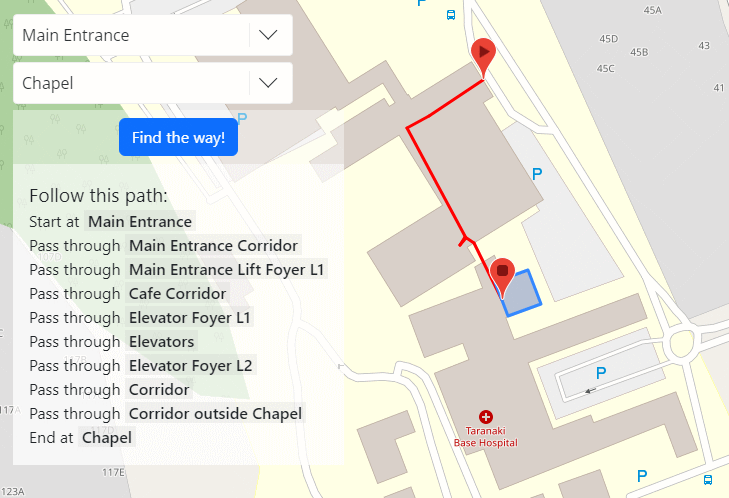 Main Entrance
Chapel
Find the way!
Follow this path:
Start at Main Entrance
Pass through Main Entrance Corridor
Pass through Main Entrance Lift Foyer L1
Pass through Cafe Corridor
Pass through Elevator Foyer L1
Pass through Elevators
Pass through Elevator Foyer L2
Pass through Corridor
Pass through Corridor outside Chapel
End at Chapel
P
45A
45D
45B
43
45C
41
P
P
P
Taranaki
Base Hospital
117A
117E
123A
P